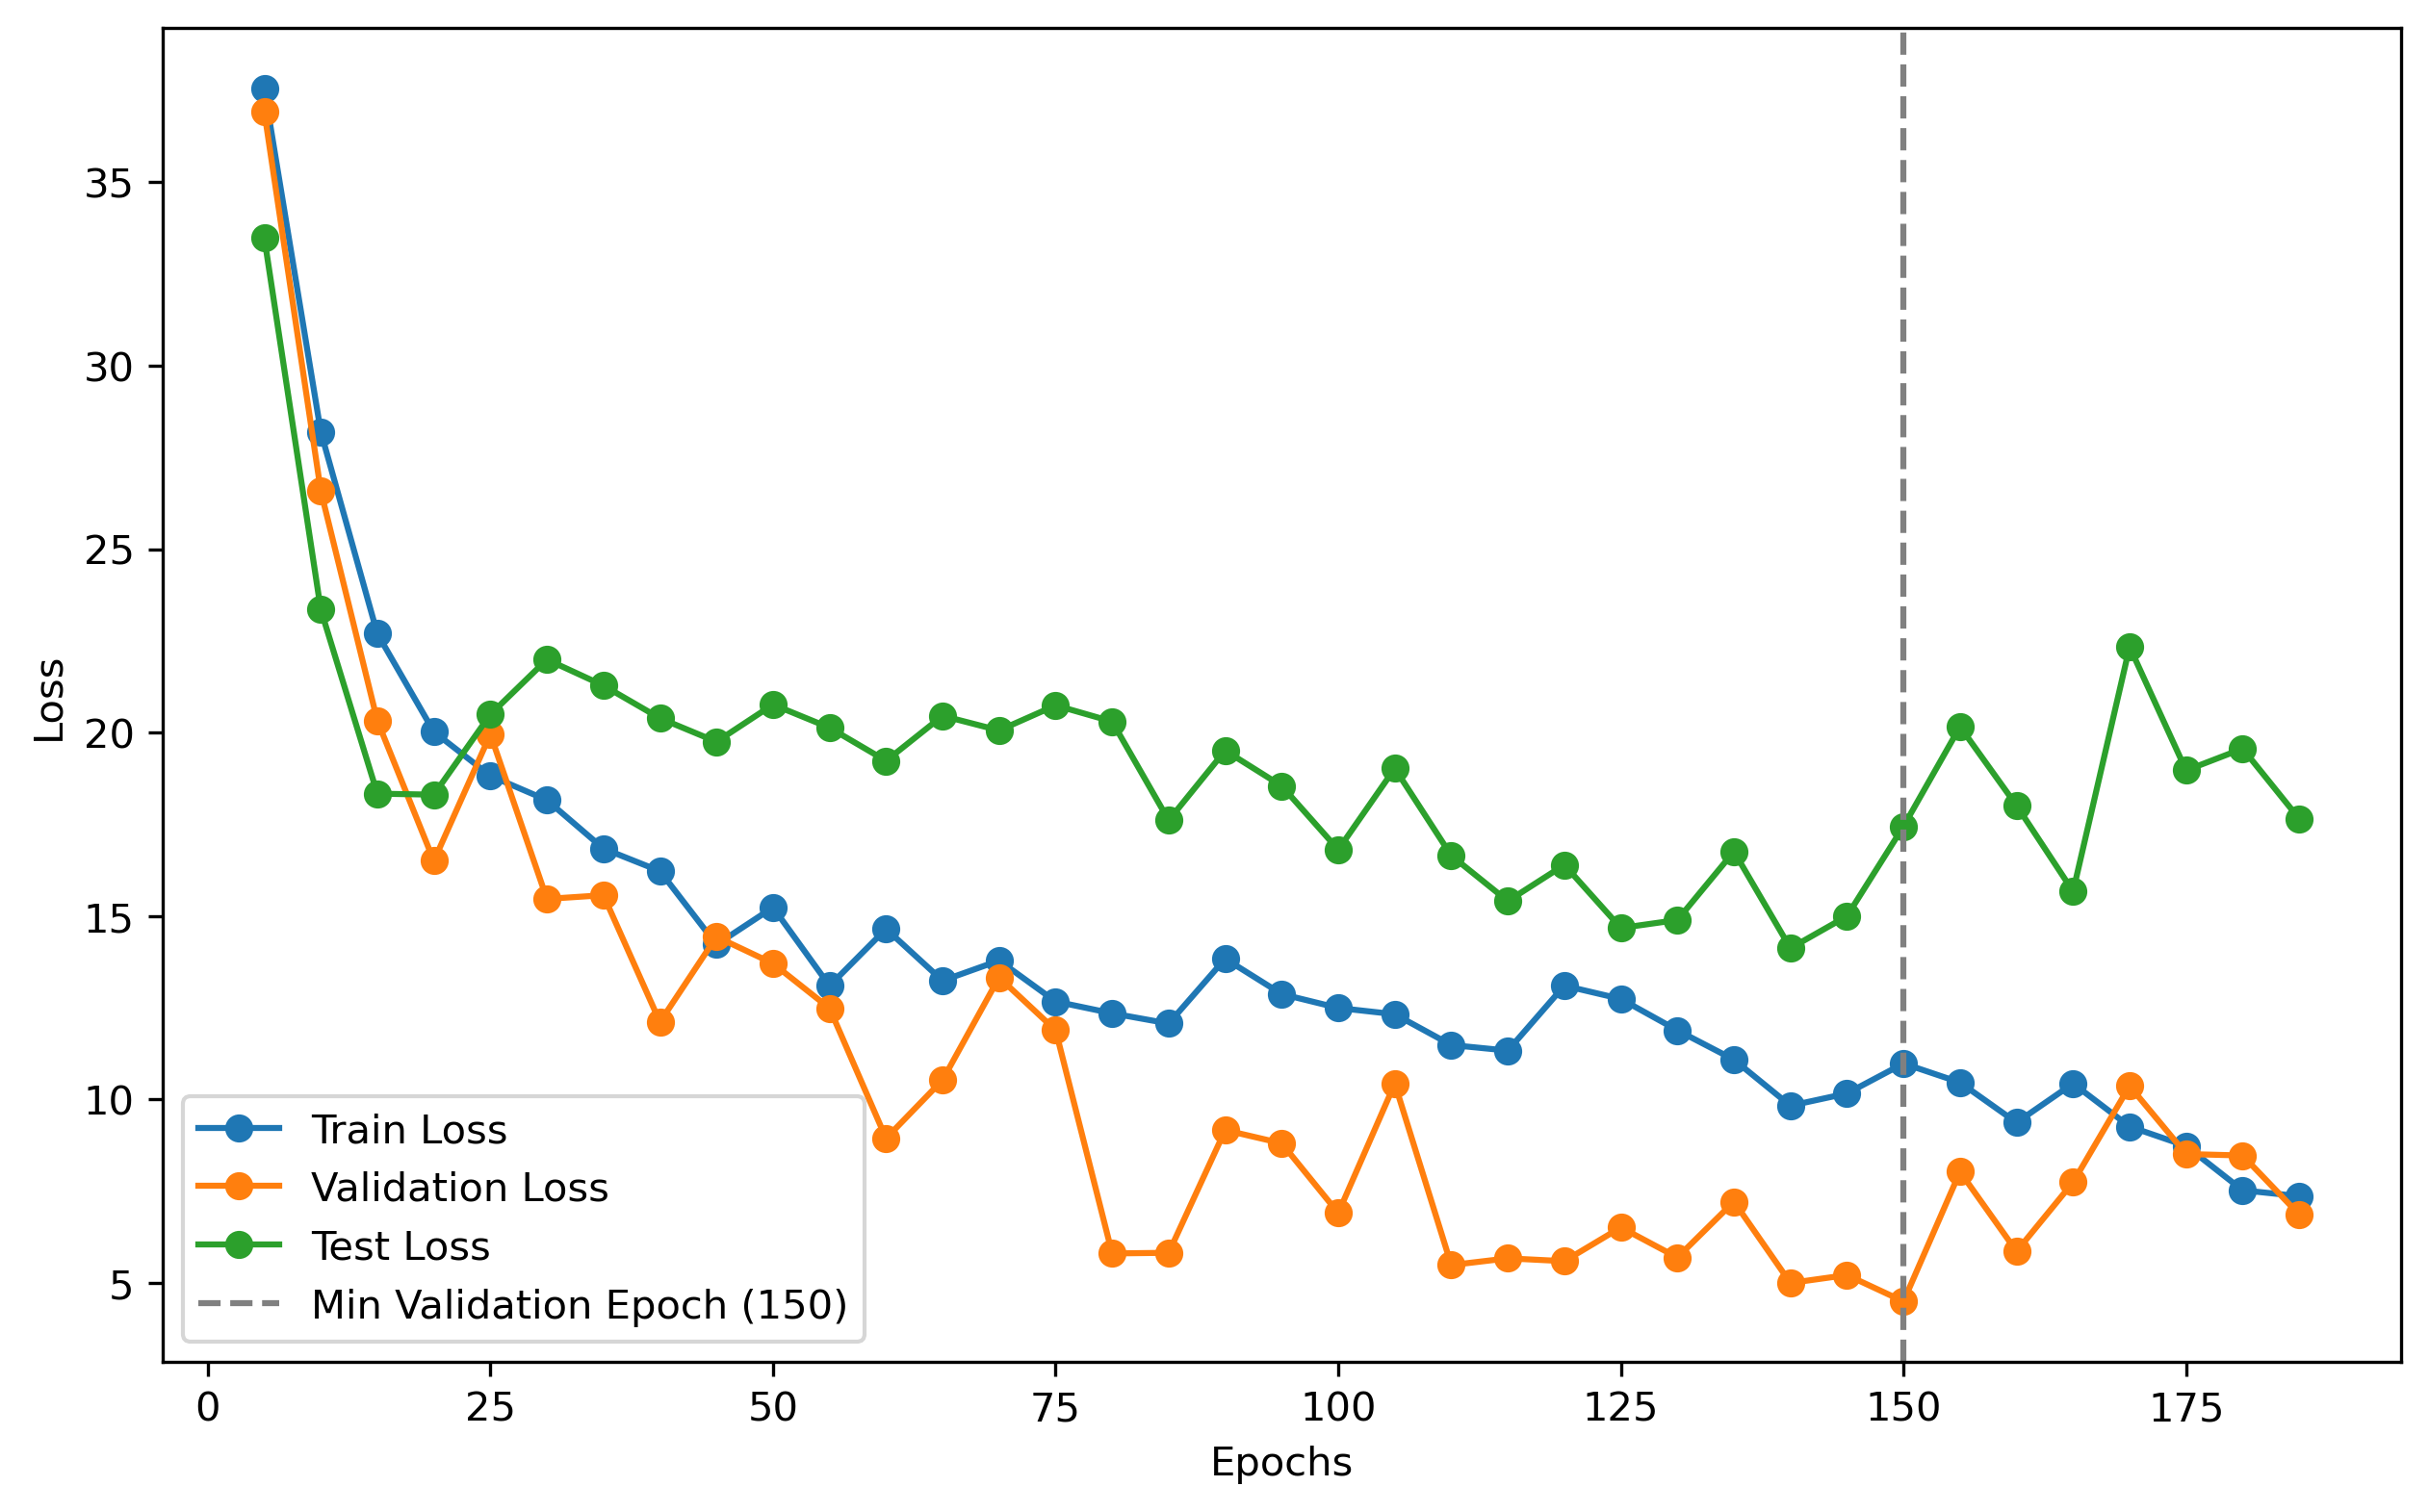 35
30
25
20
15
10
5
Loss
Train Loss
Validation Loss
Test Loss
Min Validation Epoch (150)
0 25 50 75 100 125 150 175
Epochs